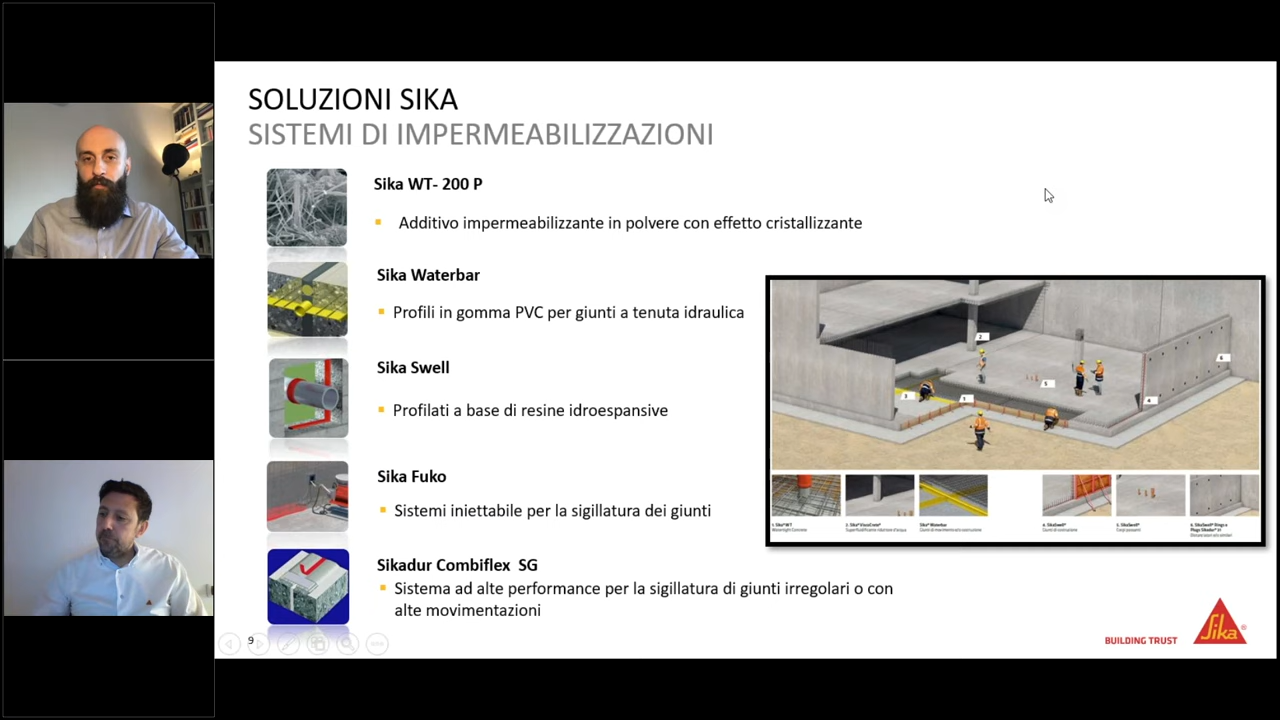 SOLUZIONI SIKA
SISTEMI DI IMPERMEABILIZZAZIONI
Sika WT- 200 P
Additivo impermeabilizzante in polvere con effetto cristallizzante
Sika Waterbar
Profili in gomma PVC per giunti a tenuta idraulica
Sika Swell
Profilati a base di resine idroespansive
Sika Fuko
Sistemi iniettabile per la sigillatura dei giunti
Sikadur Combiflex SG
Sistema ad alte performance per la sigillatura di giunti irregolari o con
alte movimentazioni
9
BUILDING TRUST
Sika®